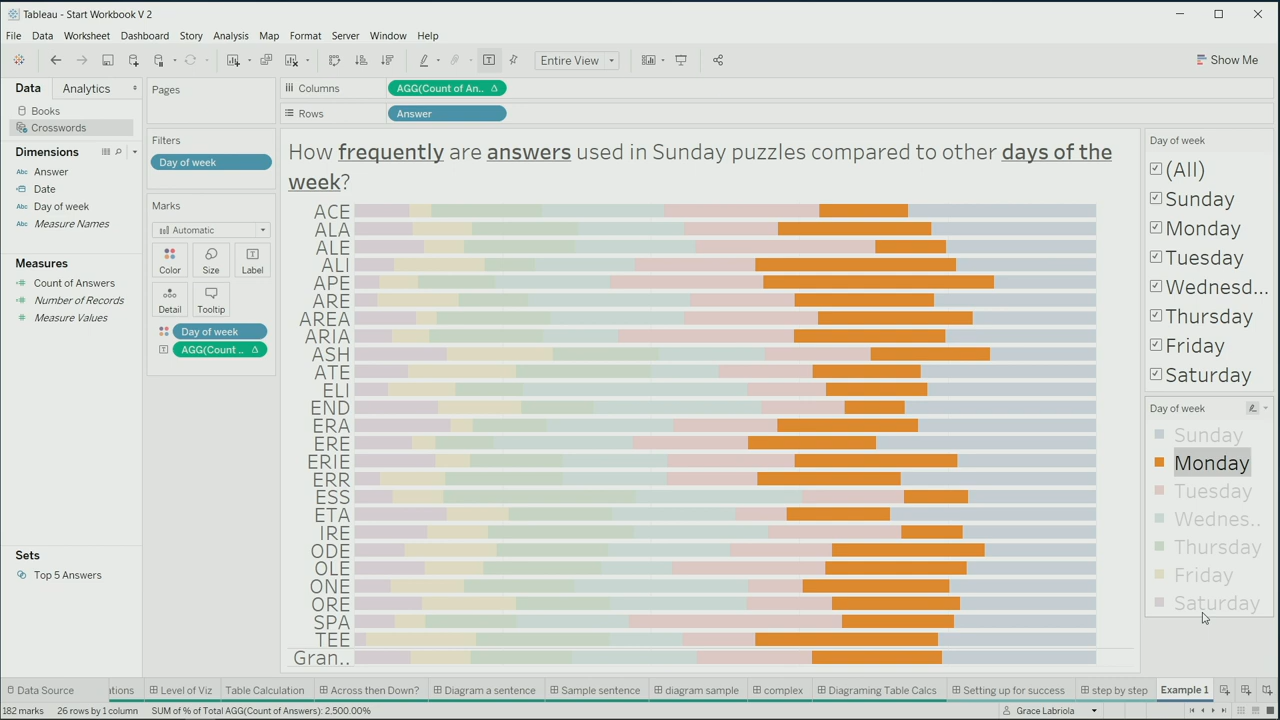 Tableau - Start Workbook V 2
File Data Worksheet Dashboard Story Analysis Map Format Server Window Help
Entire View
Show Me
Data Analytics
Books
Crosswords
Dimensions
Abc Answer
Date
Abc Day of week
Abc Measure Names
Measures
Count of Answers
Number of Records
Measure Values
Sets
Top 5 Answers
Pages
Filters
Day of week
Marks
Automatic
Color Size Label
Detail Tooltip
Day of week
AGG(Count .. Δ
Columns AGG(Count of An.. Δ
Rows Answer
How frequently are answers used in Sunday puzzles compared to other days of the
week?
ACE
ALA
ALE
ALI
APE
ARE
AREA
ARIA
ASH
ATE
ELI
END
ERA
ERE
ERIE
ERR
ESS
ETA
IRE
ODE
OLE
ONE
ORE
SPA
TEE
Gran..
Day of week
(All)
Sunday
Monday
Tuesday
Wednesd...
Thursday
Friday
Saturday
Day of week
Sunday
Monday
Tuesday
Wednes..
Thursday
Friday
Saturday
Data Source ations Level of Viz Table Calculation Across then Down? Diagram a sentence Sample sentence diagram sample complex Diagraming Table Calcs Setting up for success step by step Example 1
182 marks 26 rows by 1 column SUM of % of Total AGG(Count of Answers): 2,500.00% Grace Labriola